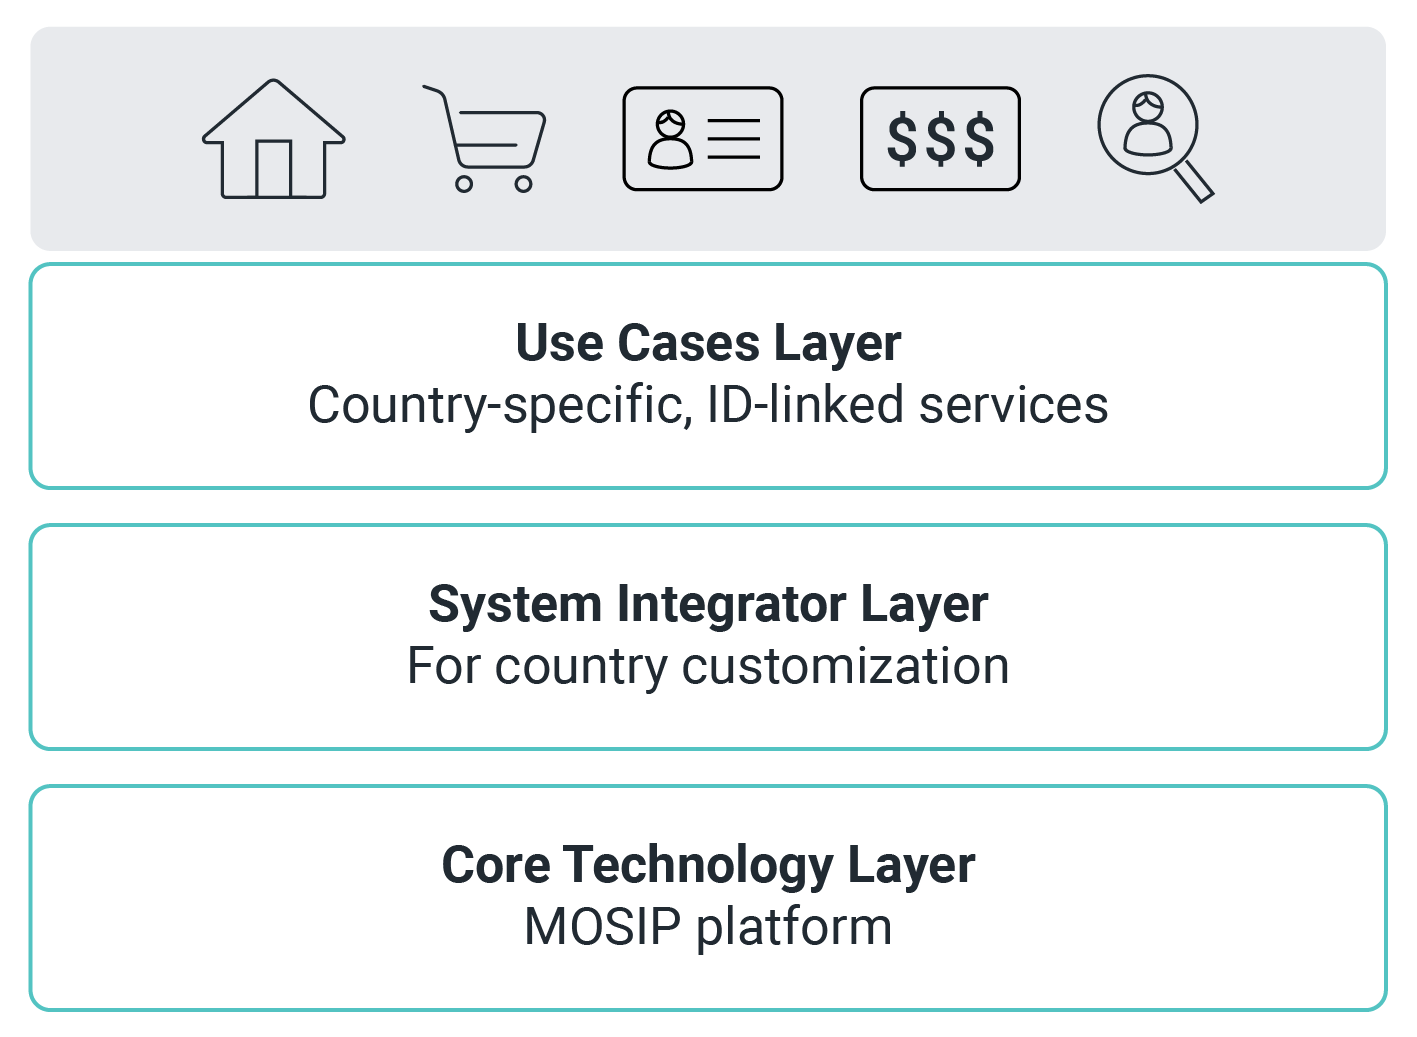 $$$
Use Cases Layer
Country-specific, ID-linked services
System Integrator Layer
For country customization
Core Technology Layer
MOSIP platform